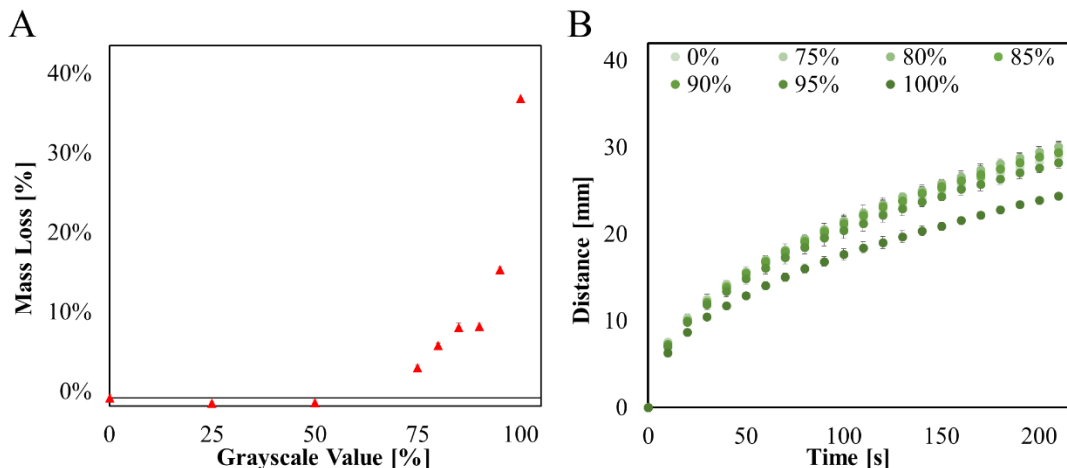 A
Mass Loss [%]
40%
30%
20%
10%
0%
0 25 50 75 100
Grayscale Value [%]
B
Distance [mm]
40
30
20
10
0
0% 75% 80% 85%
90% 95% 100%
0 50 100 150 200
Time [s]